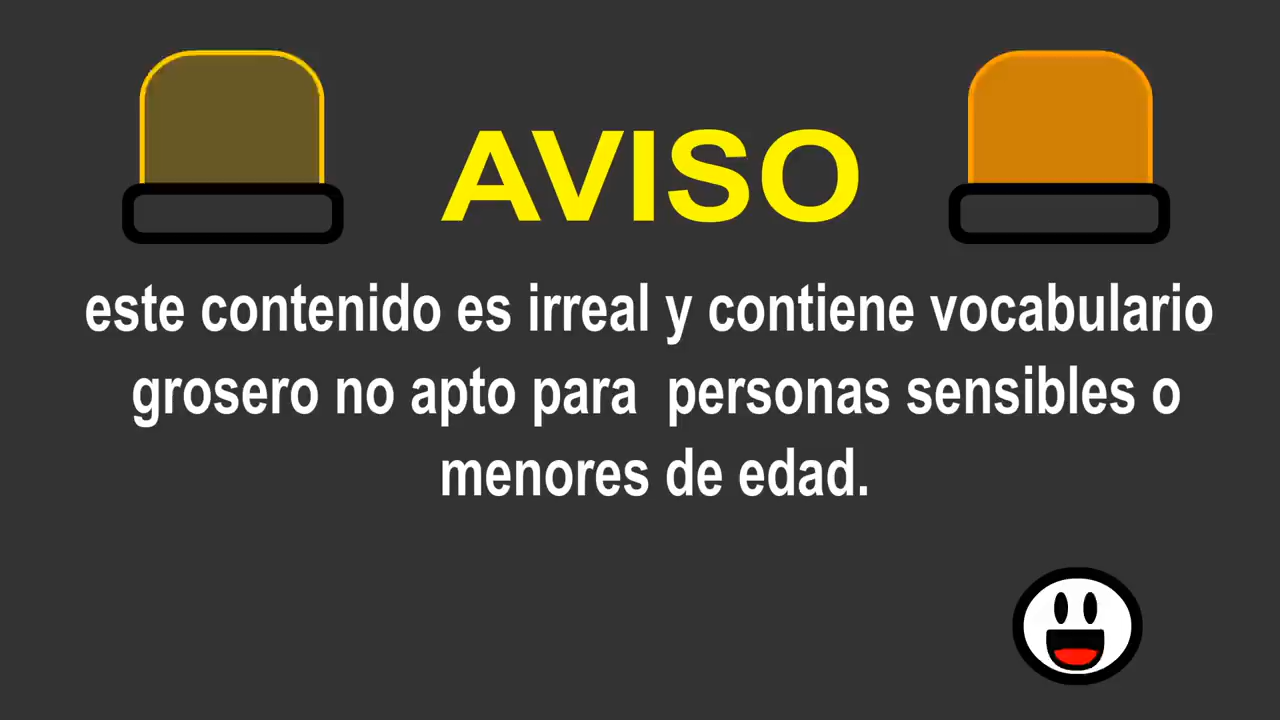 AVISO
este contenido es irreal y contiene vocabulario
grosero no apto para  personas sensibles o
menores de edad.